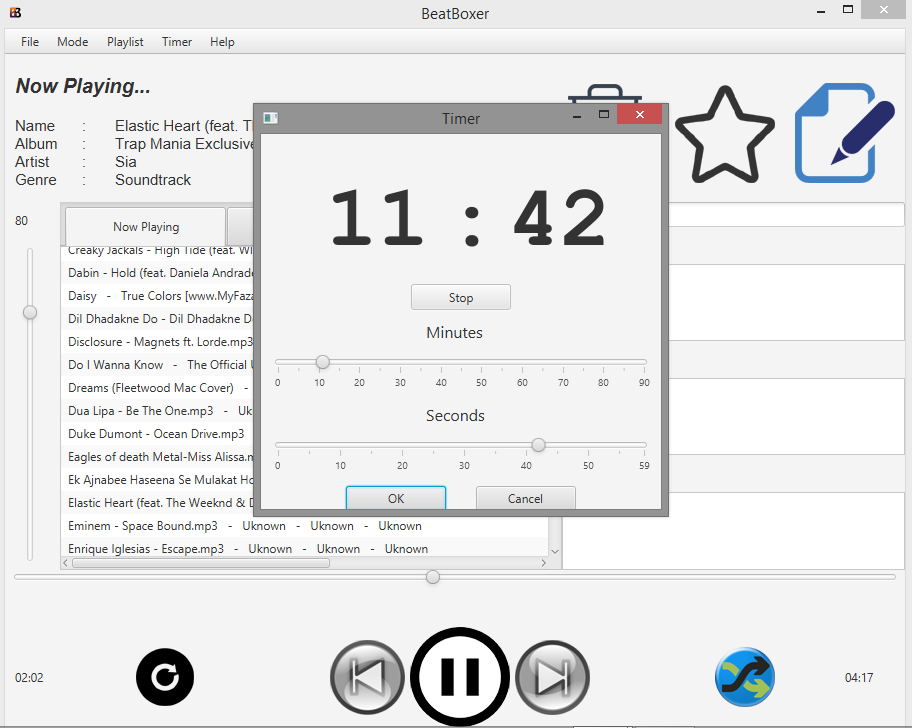 BB
BeatBoxer
File Mode Playlist Timer Help
Now Playing...
Name : Elastic Heart (feat.
Album : Trap Mania Exclusive
Artist : Sia
Genre : Soundtrack
Timer
11 : 42
Stop
Minutes
0 10 20 30 40 50 60 70 80 90
Seconds
0 10 20 30 40 50 59
OK Cancel
80
Now Playing
Creaky Jackals - High Tide (feat.
Dabin - Hold (feat. Daniela Andrade
Daisy - True Colors [www.MyFaza
Dil Dhadakne Do - Dil Dhadakne D
Disclosure - Magnets ft. Lorde.mp3
Do I Wanna Know - The Official
Dreams (Fleetwood Mac Cover) -
Dua Lipa - Be The One.mp3 - Uk
Duke Dumont - Ocean Drive.mp3
Eagles of death Metal-Miss Alissa.m
Ek Ajnabee Haseena Se Mulakat Ho
Elastic Heart (feat. The Weeknd & D
Eminem - Space Bound.mp3 - Uknown - Uknown - Uknown
Enrique Iglesias - Escape.mp3 - Uknown - Uknown - Uknown
02:02
04:17